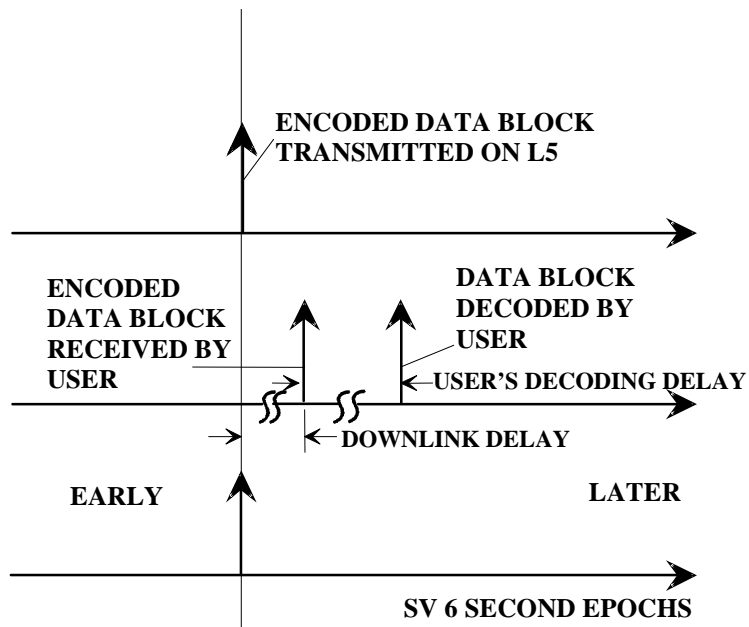 ENCODED DATA BLOCK
TRANSMITTED ON L5
ENCODED
DATA BLOCK
RECEIVED BY
USER
DATA BLOCK
DECODED BY
USER
USER'S DECODING DELAY
DOWNLINK DELAY
EARLY
LATER
SV 6 SECOND EPOCHS